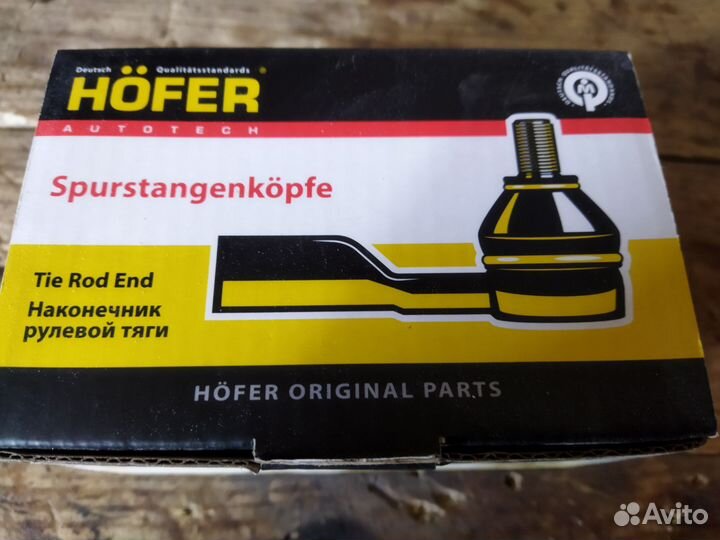 Deutsch Qualitätsstandards ®
HÖFER
AUTOTECH
Spurstangenköpfe
Tie Rod End
Наконечник
рулевой тяги
HÖFER ORIGINAL PARTS
Avito